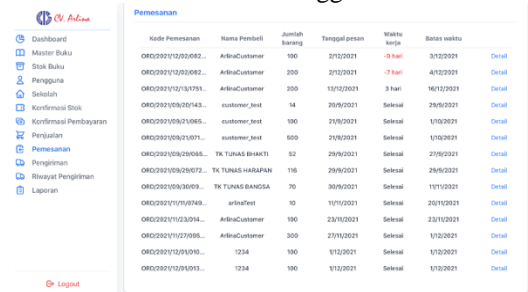 CV. Arlina
Dashboard
Master Buku
Stok Buku
Pengguna
Sekolah
Konfirmasi Stok
Konfirmasi Pembayaran
Penjualan
Pemesanan
Pengiriman
Riwayat Pengiriman
Laporan
Logout
Pemesanan
Kode Pemesanan Nama Pembeli Jumlah barang Tanggal pesan Waktu kerja Batas waktu
ORD/2021/12/02/082... ArlinaCustomer 100 2/12/2021 -9 hari 3/12/2021 Detail
ORD/2021/12/02/082... ArlinaCustomer 200 2/12/2021 -7 hari 4/12/2021 Detail
ORD/2021/12/13/1751... ArlinaCustomer 200 13/12/2021 3 hari 16/12/2021 Detail
ORD/2021/09/20/143... customer_test 14 20/9/2021 Selesai 29/9/2021 Detail
ORD/2021/09/21/065... customer_test 100 21/9/2021 Selesai 1/10/2021 Detail
ORD/2021/09/21/071... customer_test 500 21/9/2021 Selesai 1/10/2021 Detail
ORD/2021/09/29/055... TK TUNAS BHAKTI 52 29/9/2021 Selesai 27/9/2021 Detail
ORD/2021/09/29/072... TK TUNAS HARAPAN 116 29/9/2021 Selesai 29/9/2021 Detail
ORD/2021/09/30/09... TK TUNAS BANGSA 70 30/9/2021 Selesai 11/11/2021 Detail
ORD/2021/11/11/0749... arlinaTest 10 11/11/2021 Selesai 20/11/2021 Detail
ORD/2021/11/23/014... ArlinaCustomer 100 23/11/2021 Selesai 23/11/2021 Detail
ORD/2021/11/27/095... ArlinaCustomer 300 27/11/2021 Selesai 1/12/2021 Detail
ORD/2021/12/01/010... 1234 100 1/12/2021 Selesai 1/12/2021 Detail
ORD/2021/12/01/013... 1234 100 1/12/2021 Selesai 1/12/2021 Detail